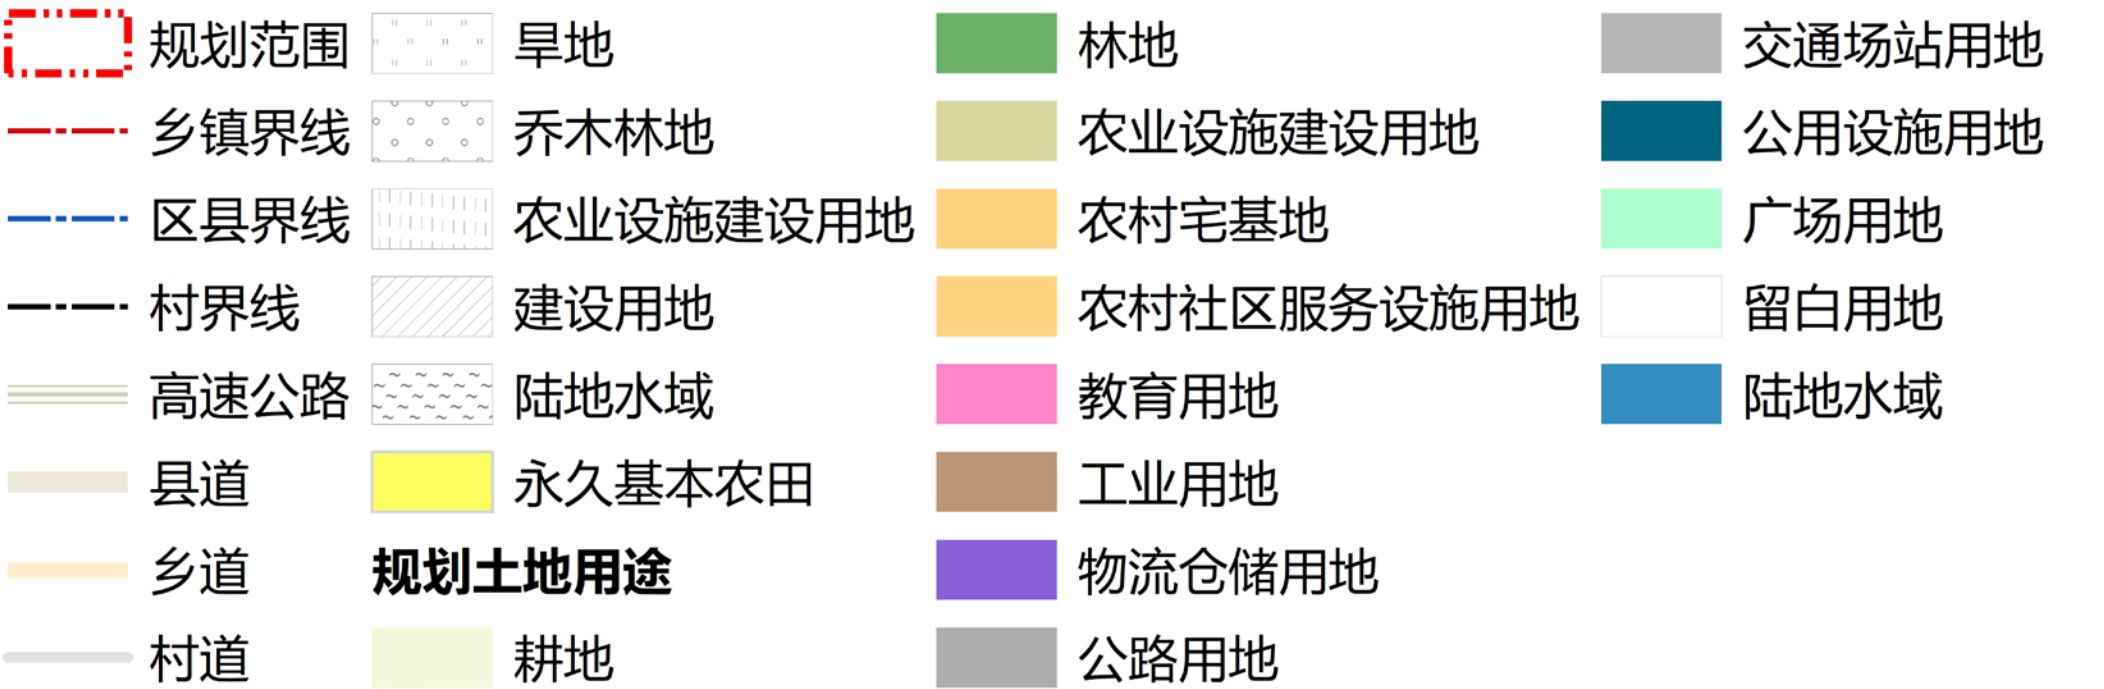 规划范围
乡镇界线
区县界线
村界线
高速公路
县道
乡道
村道
旱地
乔木林地
农业设施建设用地
建设用地
陆地水域
永久基本农田
规划土地用途
耕地
林地
农业设施建设用地
农村宅基地
农村社区服务设施用地
教育用地
工业用地
物流仓储用地
公路用地
交通场站用地
公用设施用地
广场用地
留白用地
陆地水域